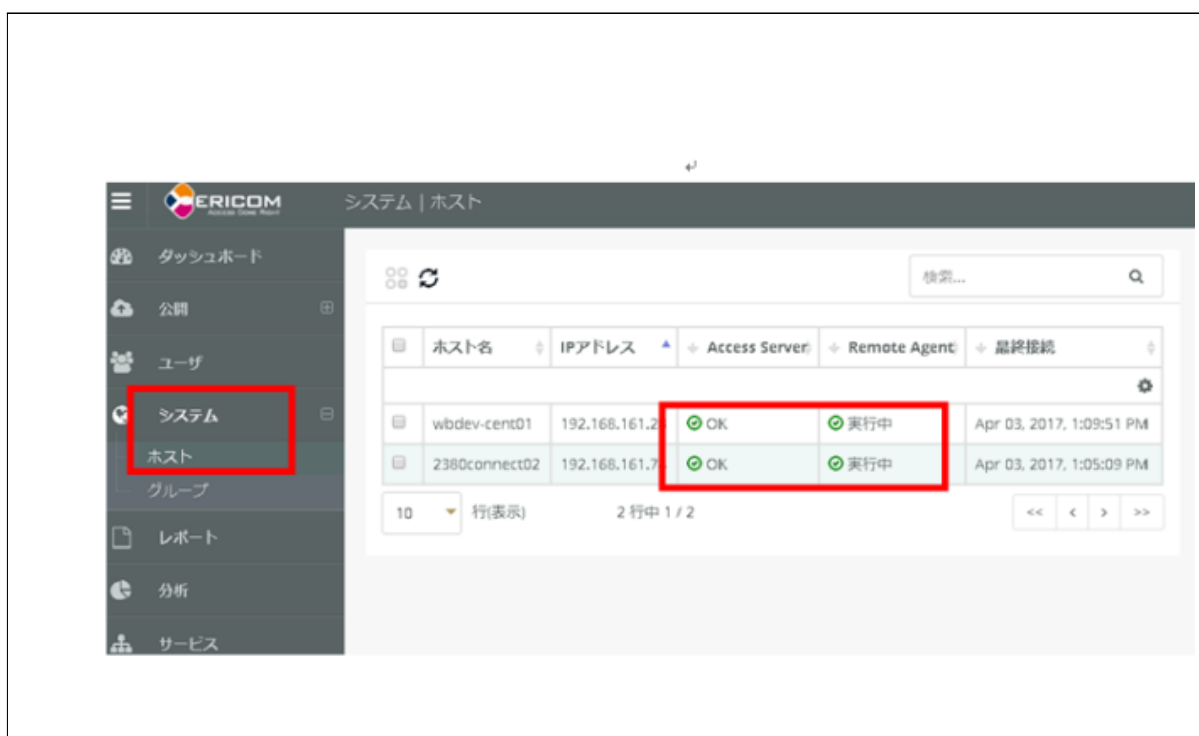 ↵
ERICOM
ACCESS DONE RIGHT
システム | ホスト
ダッシュボード
公開
ユーザ
システム
ホスト
グループ
レポート
分析
サービス
検索...
ホスト名 IPアドレス Access Server Remote Agent 最終接続
wbdev-cent01 OK 実行中 Apr 03, 2017, 1:09:51 PM
2380connect02 OK 実行中 Apr 03, 2017, 1:05:09 PM
10 行(表示) 2 行中 1 / 2 << < > >>